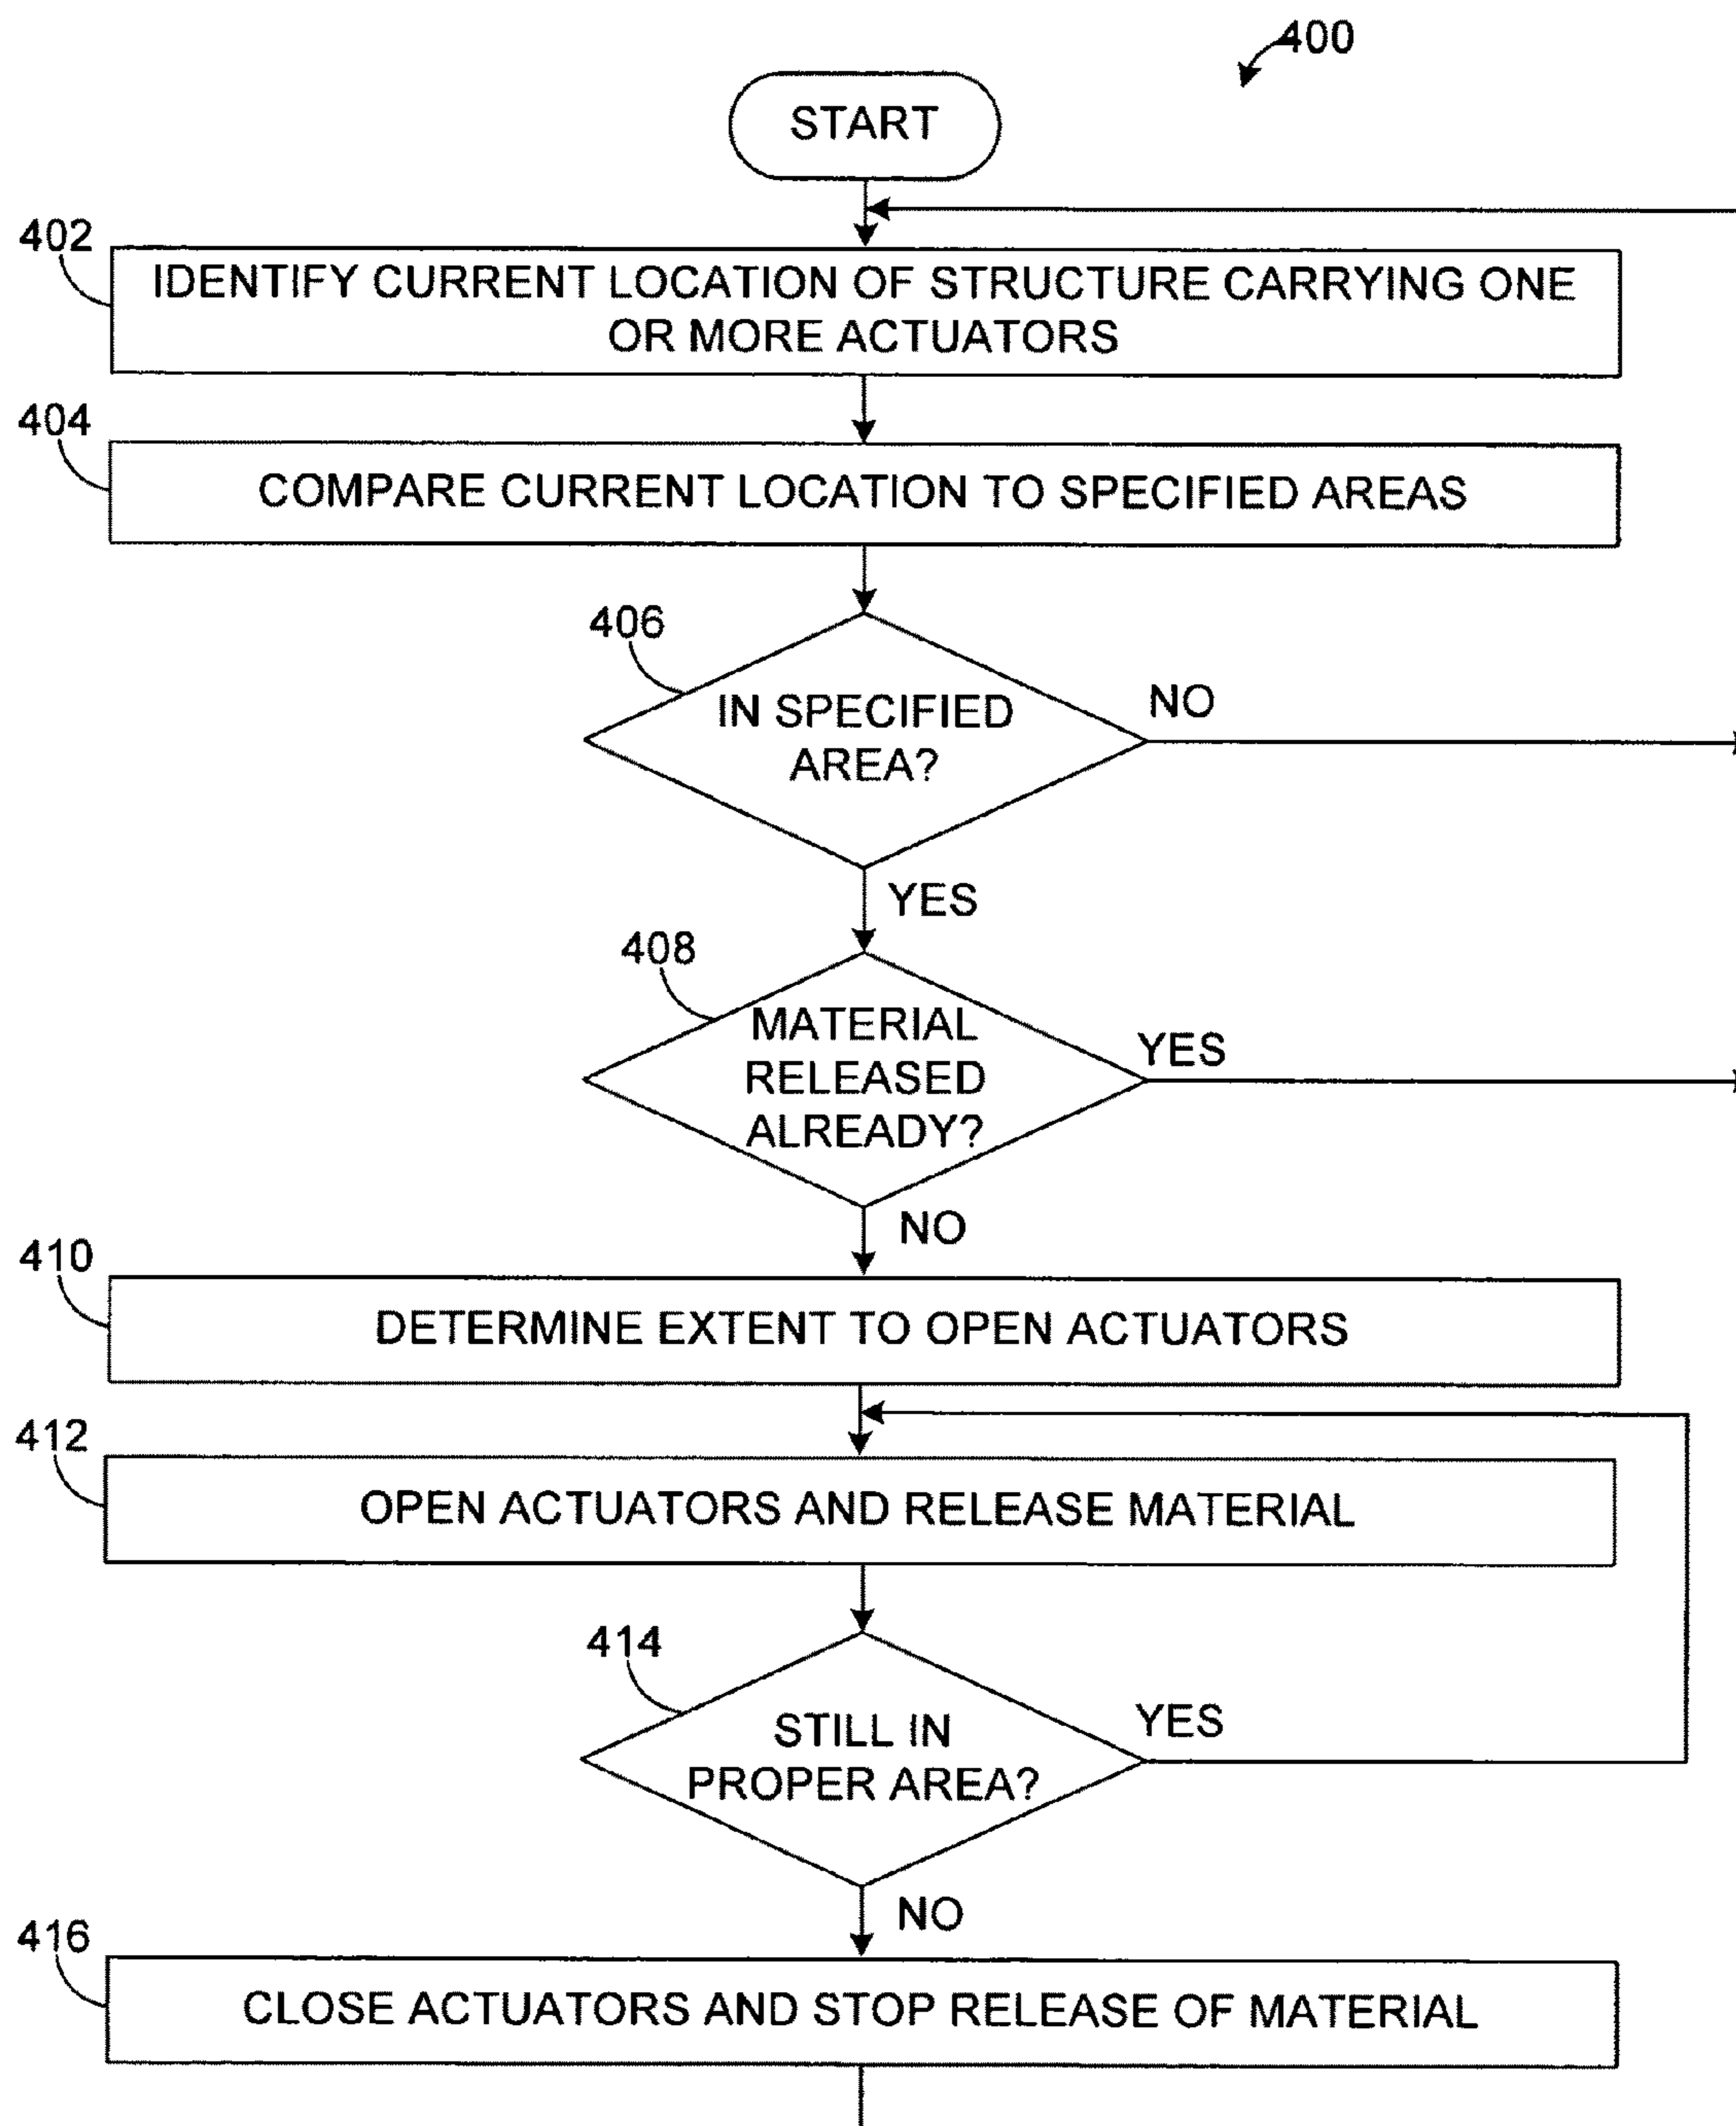 400
START
402
IDENTIFY CURRENT LOCATION OF STRUCTURE CARRYING ONE
OR MORE ACTUATORS
404
COMPARE CURRENT LOCATION TO SPECIFIED AREAS
406
IN SPECIFIED
AREA?
NO
YES
408
MATERIAL
RELEASED
ALREADY?
YES
NO
410
DETERMINE EXTENT TO OPEN ACTUATORS
412
OPEN ACTUATORS AND RELEASE MATERIAL
414
STILL IN
PROPER AREA?
YES
NO
416
CLOSE ACTUATORS AND STOP RELEASE OF MATERIAL